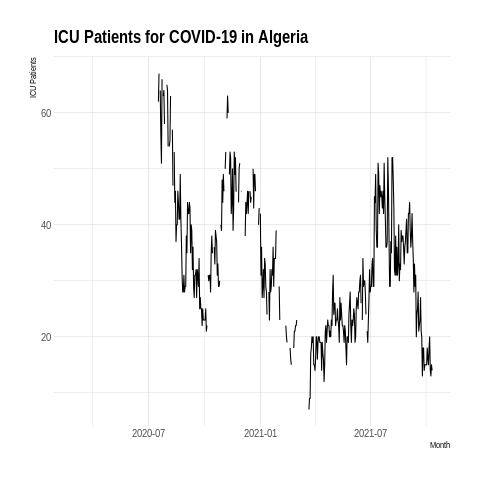 ICU Patients for COVID-19 in Algeria
ICU Patients
60
40
20
2020-07
2021-01
2021-07
Month